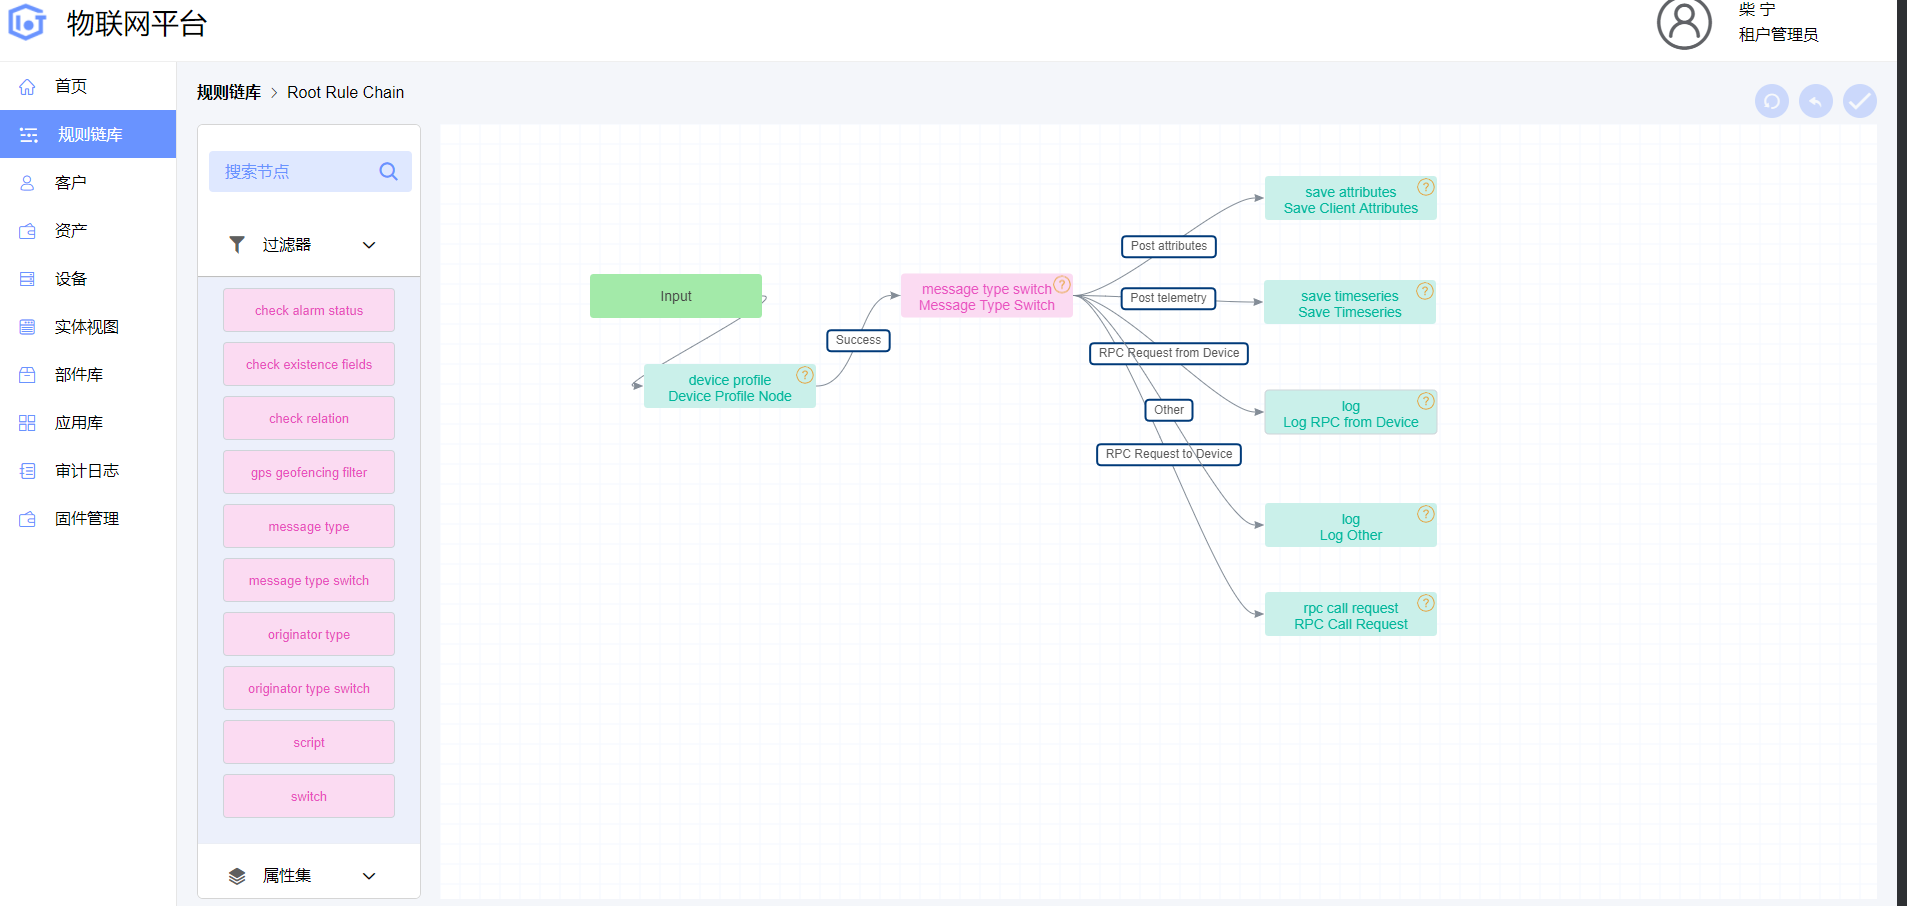 IoT
物联网平台
柴 宁
租户管理员
首页
规则链库
客户
资产
设备
实体视图
部件库
应用库
审计日志
固件管理
规则链库 > Root Rule Chain
搜索节点
过滤器
check alarm status
check existence fields
check relation
gps geofencing filter
message type
message type switch
originator type
originator type switch
script
switch
属性集
Input
device profile
Device Profile Node
Success
message type switch
Message Type Switch
Post attributes
Post telemetry
RPC Request from Device
Other
RPC Request to Device
save attributes
Save Client Attributes
save timeseries
Save Timeseries
log
Log RPC from Device
log
Log Other
rpc call request
RPC Call Request